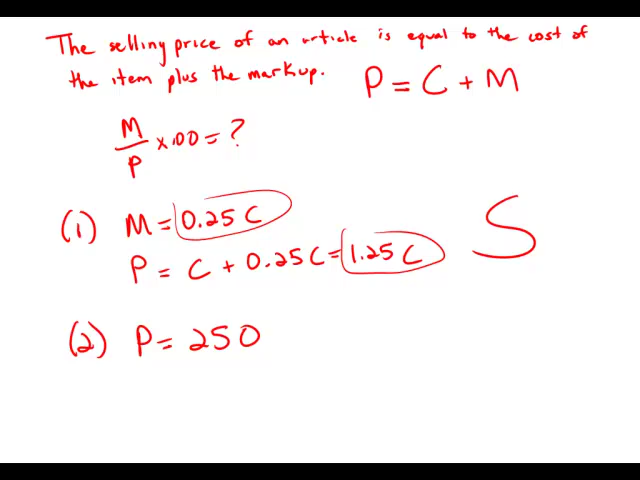 The selling price of an article is equal to the cost of
the item plus the markup. P = C + M
M/P × 100 = ?
(1) M = 0.25 C
P = C + 0.25C = 1.25 C
S
(2) P = 250